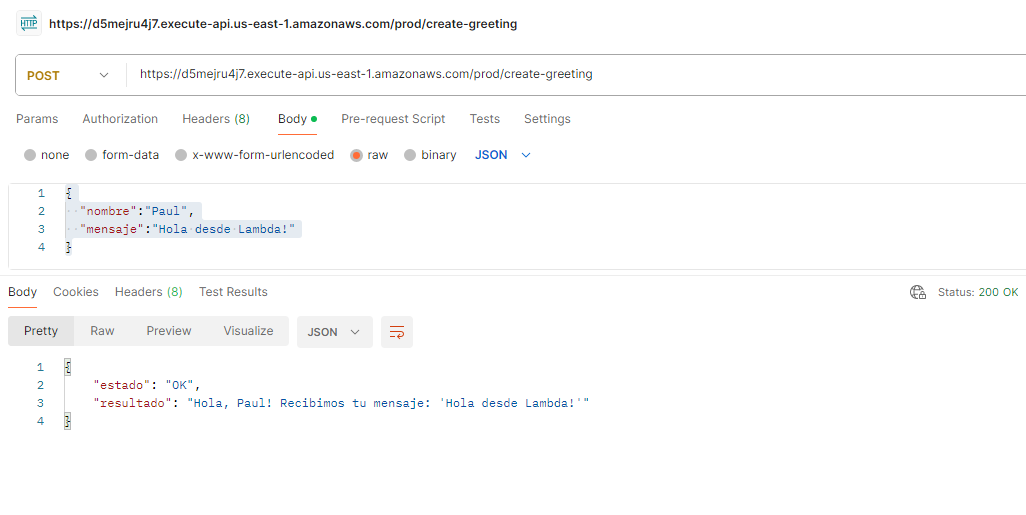 HTTP https://d5mejru4j7.execute-api.us-east-1.amazonaws.com/prod/create-greeting
POST https://d5mejru4j7.execute-api.us-east-1.amazonaws.com/prod/create-greeting
Params Authorization Headers (8) Body Pre-request Script Tests Settings
none form-data x-www-form-urlencoded raw binary JSON
1 {
2 "nombre":"Paul",
3 "mensaje":"Hola desde Lambda!"
4 }
Body Cookies Headers (8) Test Results Status: 200 OK
Pretty Raw Preview Visualize JSON
1 {
2 "estado": "OK",
3 "resultado": "Hola, Paul! Recibimos tu mensaje: 'Hola desde Lambda!'"
4 }